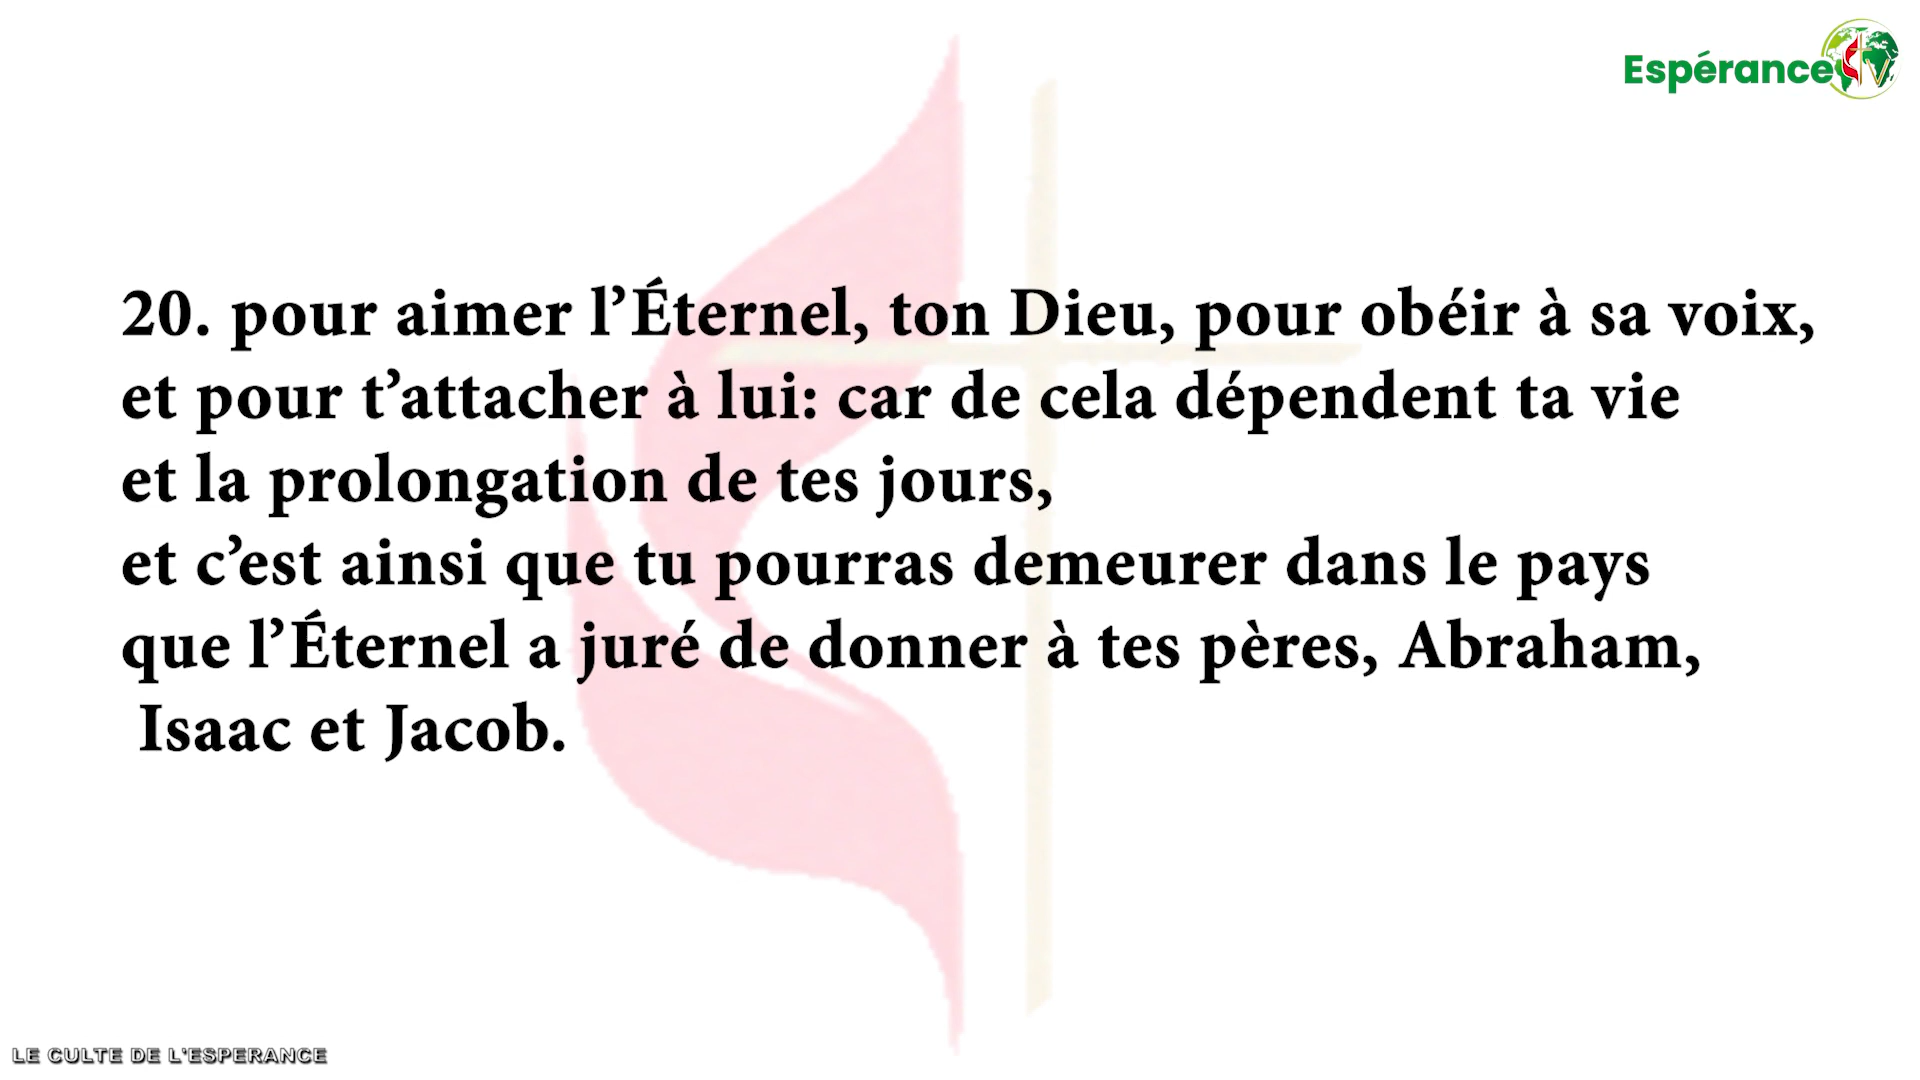 Espérance
20. pour aimer l’Éternel, ton Dieu, pour obéir à sa voix,
et pour t’attacher à lui: car de cela dépendent ta vie
et la prolongation de tes jours,
et c’est ainsi que tu pourras demeurer dans le pays
que l’Éternel a juré de donner à tes pères, Abraham,
Isaac et Jacob.
LE CULTE DE L'ESPERANCE